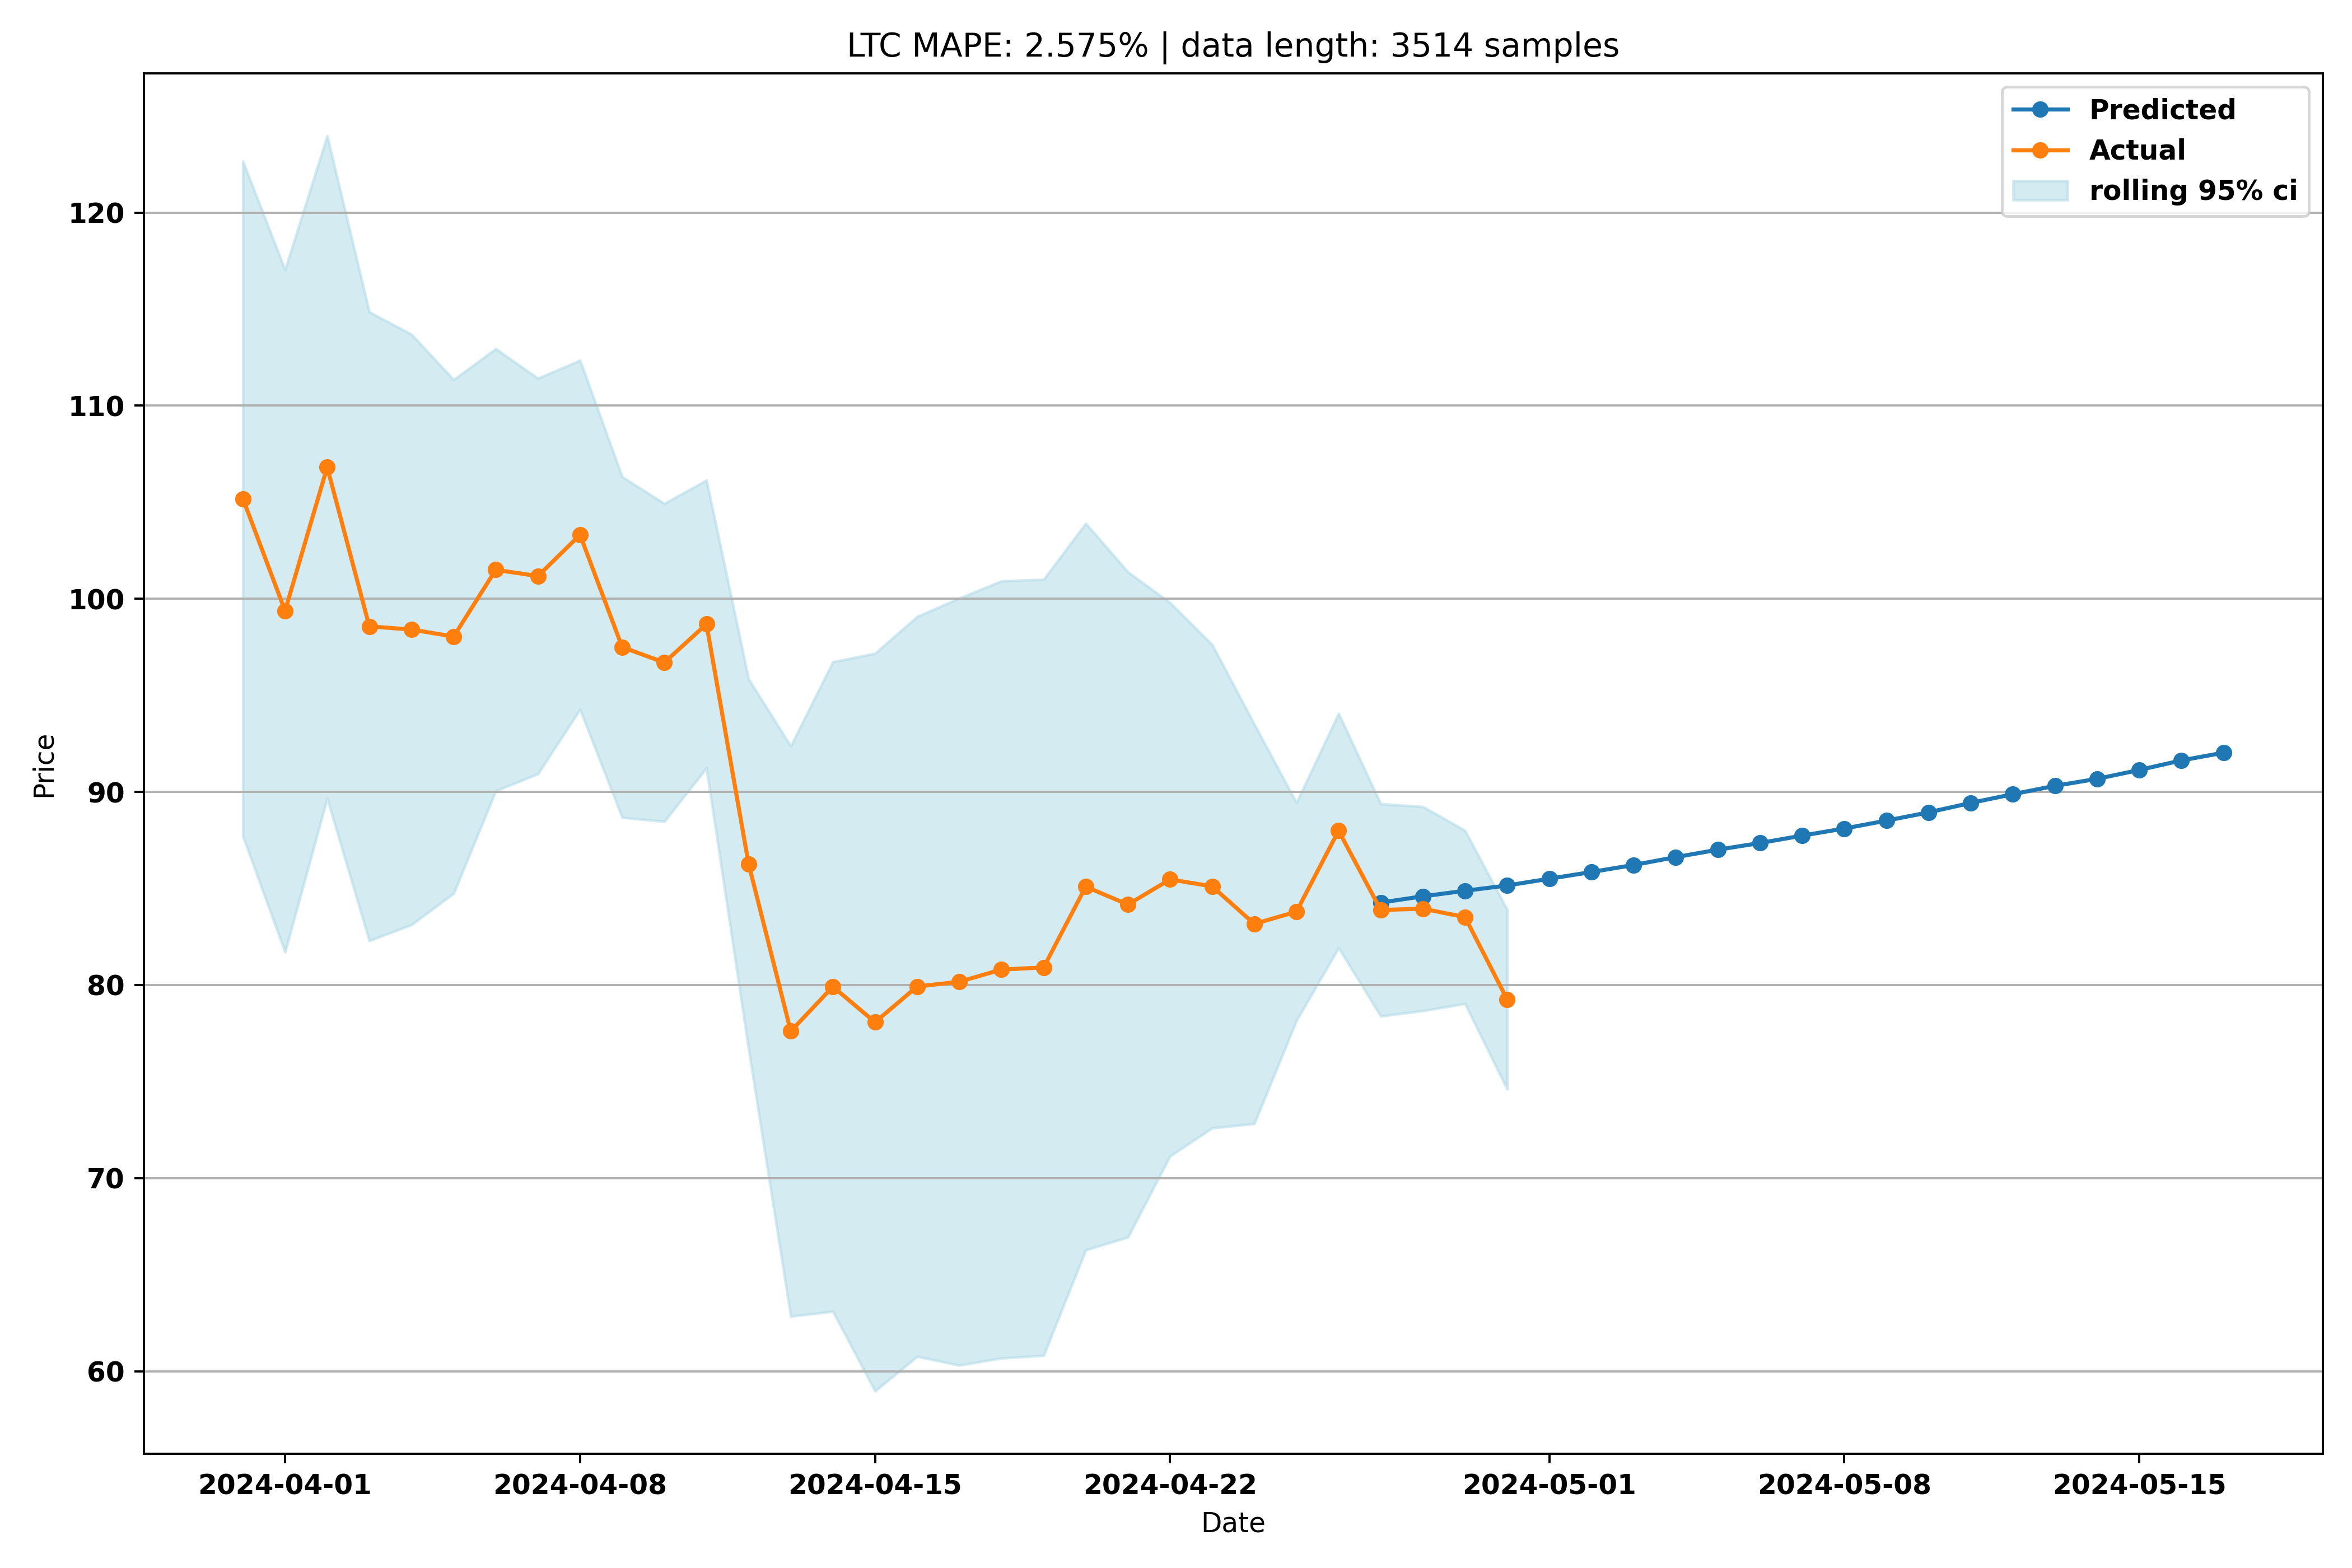 LTC MAPE: 2.575% | data length: 3514 samples
Predicted
Actual
rolling 95% ci
120
110
100
90
80
70
60
Price
2024-04-01
2024-04-08
2024-04-15
2024-04-22
2024-05-01
2024-05-08
2024-05-15
Date